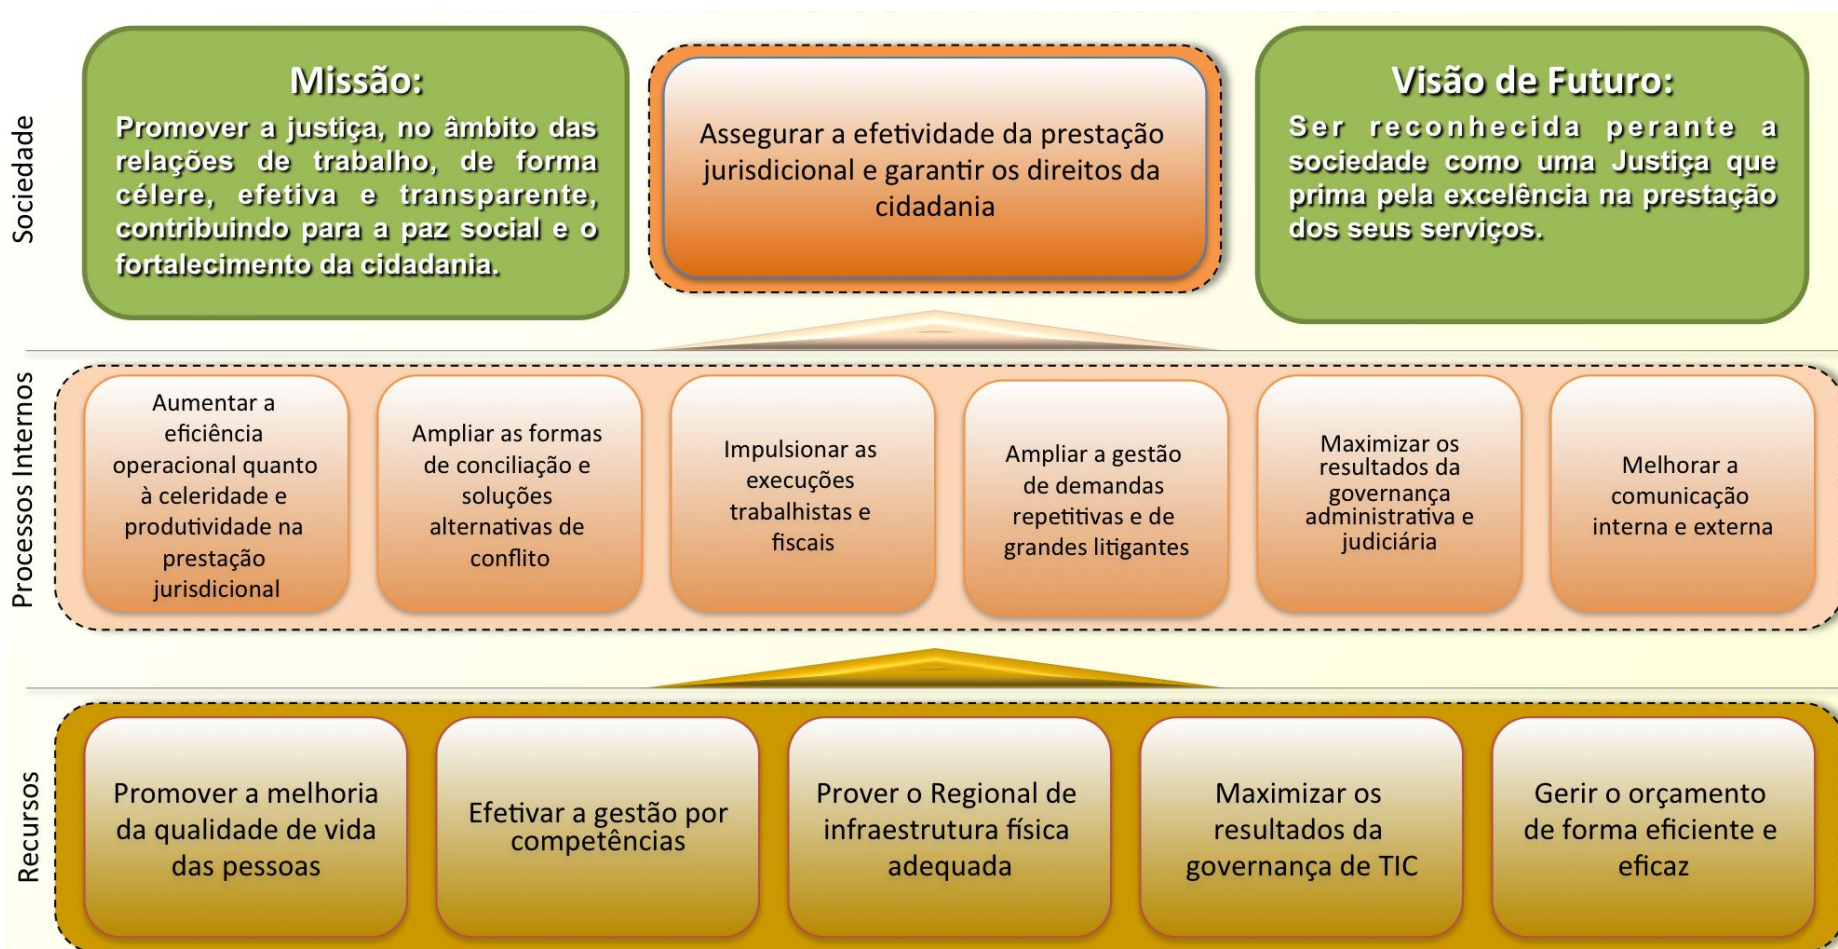 Sociedade
Missão:
Promover a justiça, no âmbito das
relações de trabalho, de forma
célere, efetiva e transparente,
contribuindo para a paz social e o
fortalecimento da cidadania.
Assegurar a efetividade da prestação
jurisdicional e garantir os direitos da
cidadania
Visão de Futuro:
Ser reconhecida perante a
sociedade como uma Justiça que
prima pela excelência na prestação
dos seus serviços.
Processos Internos
Aumentar a
eficiência
operacional quanto
à celeridade e
produtividade na
prestação
jurisdicional
Ampliar as formas
de conciliação e
soluções
alternativas de
conflito
Impulsionar as
execuções
trabalhistas e
fiscais
Ampliar a gestão
de demandas
repetitivas e de
grandes litigantes
Maximizar os
resultados da
governança
administrativa e
judiciária
Melhorar a
comunicação
interna e externa
Recursos
Promover a melhoria
da qualidade de vida
das pessoas
Efetivar a gestão por
competências
Prover o Regional de
infraestrutura física
adequada
Maximizar os
resultados da
governança de TIC
Gerir o orçamento
de forma eficiente e
eficaz